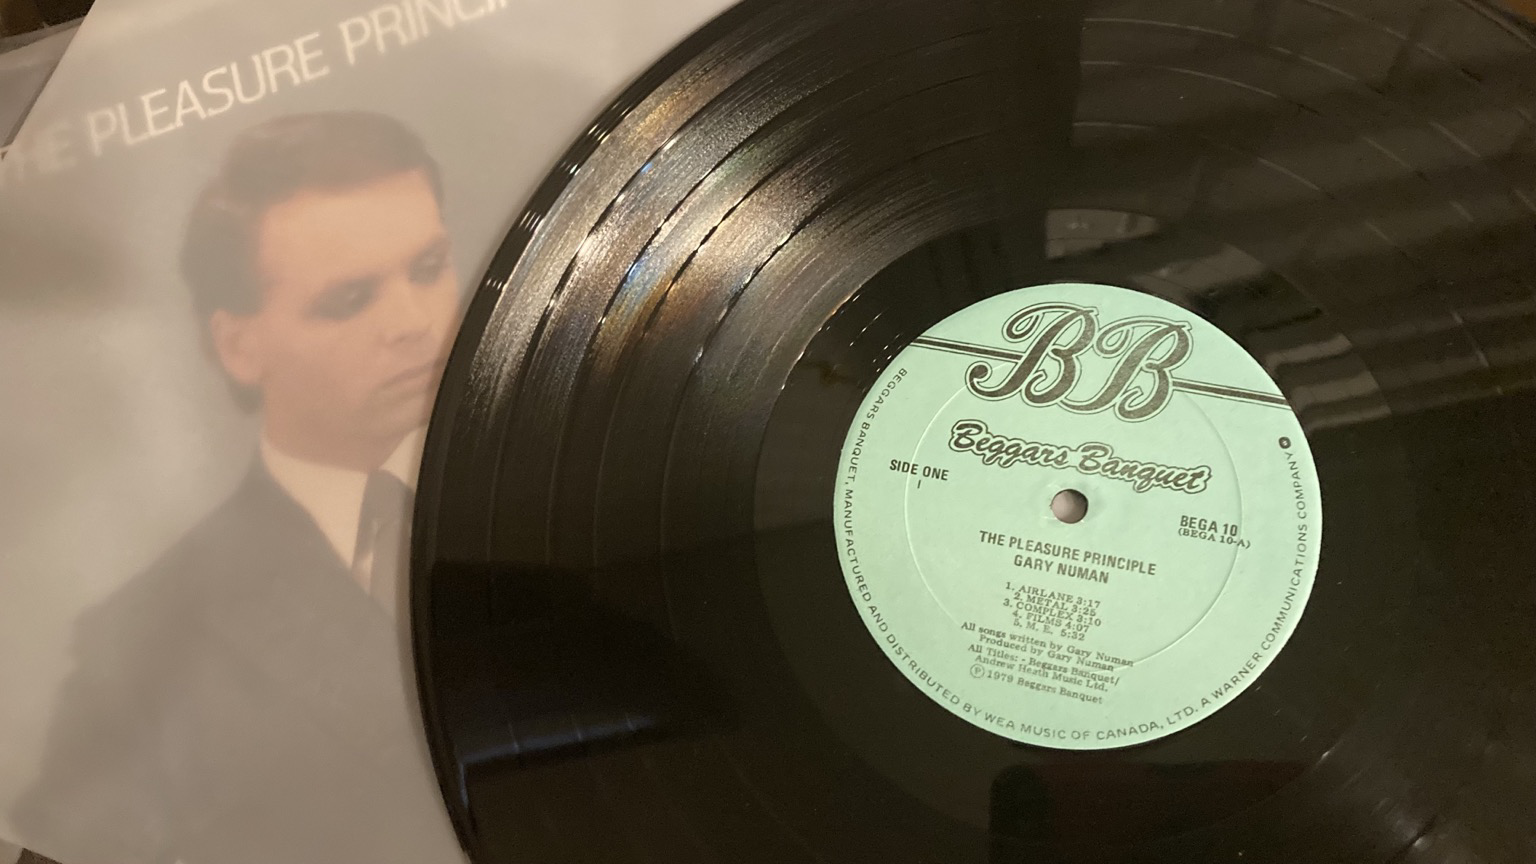 THE PLEASURE PRINCI
BB
Beggars Banquet
SIDE ONE
BEGA 10
(BEGA 10-A)
THE PLEASURE PRINCIPLE
GARY NUMAN
1. AIRLANE 3:17
2. METAL 3:25
3. COMPLEX 3:10
4. FILMS 4:07
5. M. E. 5:32
All songs written by Gary Numan
Produced by Gary Numan
All Titles: - Beggars Banquet/
Andrew Heath Music Ltd.
Ⓟ 1979 Beggars Banquet
BEGGARS BANQUET, MANUFACTURED AND DISTRIBUTED BY WEA MUSIC OF CANADA, LTD. A WARNER COMMUNICATIONS COMPANY